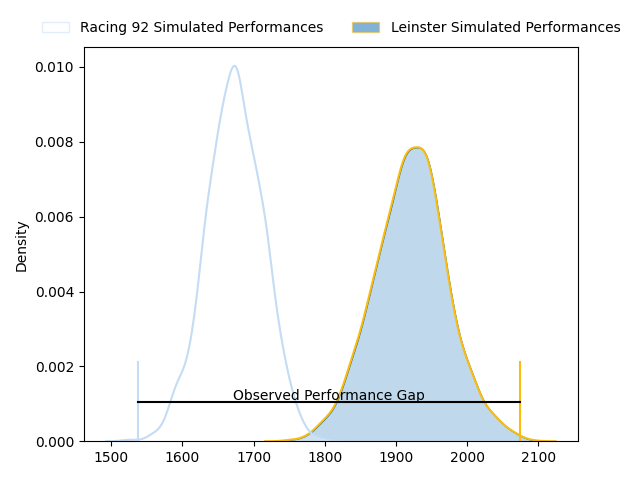 Racing 92 Simulated Performances
Leinster Simulated Performances
0.010
0.008
0.006
0.004
0.002
0.000
Density
Observed Performance Gap
1500 1600 1700 1800 1900 2000 2100